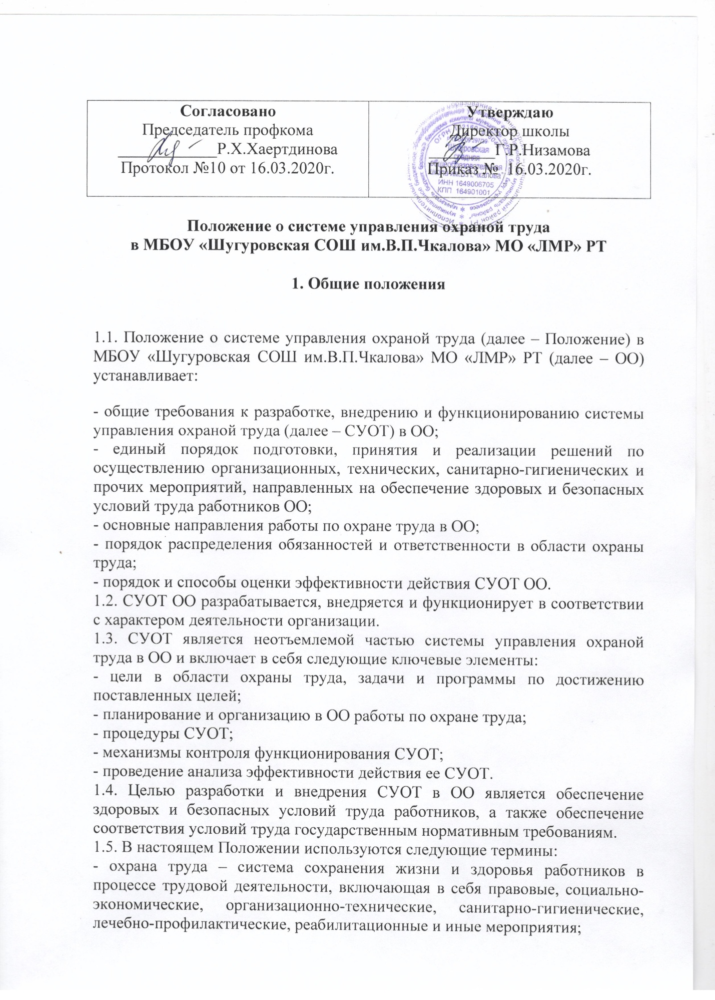 Согласовано
Председатель профкома
____________Р.Х.Хаертдинова
Протокол №10 от 16.03.2020г.
Утверждаю
Директор школы
________Г.Р.Низамова
Приказ № 16.03.2020г.
ОГРН
Шугуровская
средняя
общеобразовательная
школа им.В.П.Чкалова
ИНН 1649006705
КПП 164901001
Положение о системе управления охраной труда
в МБОУ «Шугуровская СОШ им.В.П.Чкалова» МО «ЛМР» РТ
1. Общие положения
1.1. Положение о системе управления охраной труда (далее – Положение) в
МБОУ «Шугуровская СОШ им.В.П.Чкалова» МО «ЛМР» РТ (далее – ОО)
устанавливает:
- общие требования к разработке, внедрению и функционированию системы
управления охраной труда (далее – СУОТ) в ОО;
- единый порядок подготовки, принятия и реализации решений по
осуществлению организационных, технических, санитарно-гигиенических и
прочих мероприятий, направленных на обеспечение здоровых и безопасных
условий труда работников ОО;
- основные направления работы по охране труда в ОО;
- порядок распределения обязанностей и ответственности в области охраны
труда;
- порядок и способы оценки эффективности действия СУОТ ОО.
1.2. СУОТ ОО разрабатывается, внедряется и функционирует в соответствии
с характером деятельности организации.
1.3. СУОТ является неотъемлемой частью системы управления охраной
труда в ОО и включает в себя следующие ключевые элементы:
- цели в области охраны труда, задачи и программы по достижению
поставленных целей;
- планирование и организацию в ОО работы по охране труда;
- процедуры СУОТ;
- механизмы контроля функционирования СУОТ;
- проведение анализа эффективности действия ее СУОТ.
1.4. Целью разработки и внедрения СУОТ в ОО является обеспечение
здоровых и безопасных условий труда работников, а также обеспечение
соответствия условий труда государственным нормативным требованиям.
1.5. В настоящем Положении используются следующие термины:
- охрана труда – система сохранения жизни и здоровья работников в
процессе трудовой деятельности, включающая в себя правовые, социально-
экономические, организационно-технические, санитарно-гигиенические,
лечебно-профилактические, реабилитационные и иные мероприятия;